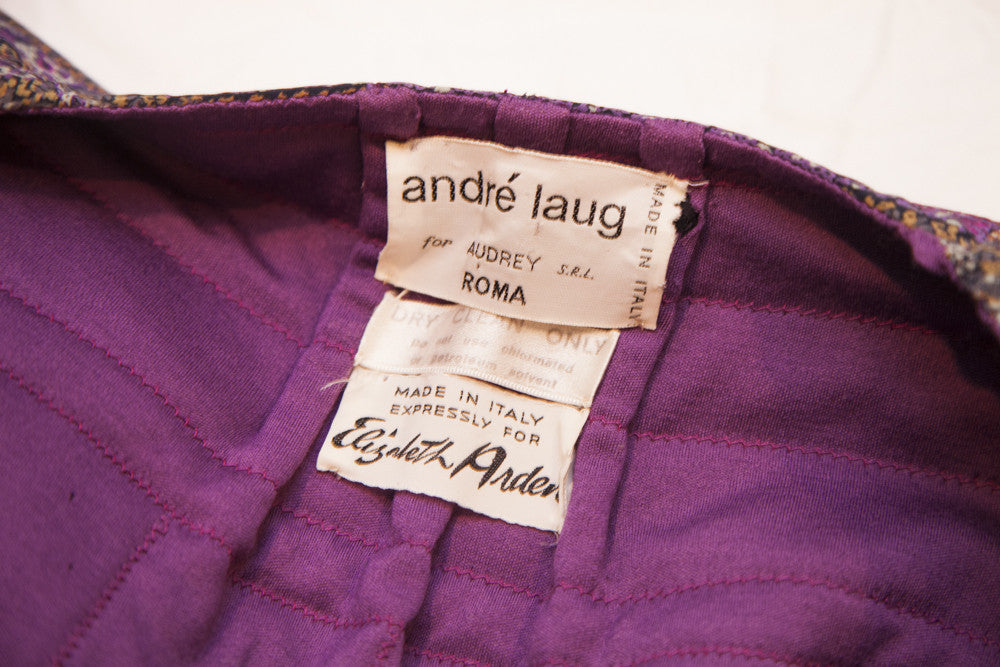 andré laug
for AUDREY S.R.L.
ROMA
MADE IN ITALY
DRY CLEAN ONLY
Do not use chlorinated
or petroleum solvent
MADE IN ITALY
EXPRESSLY FOR
Elizabeth Arden